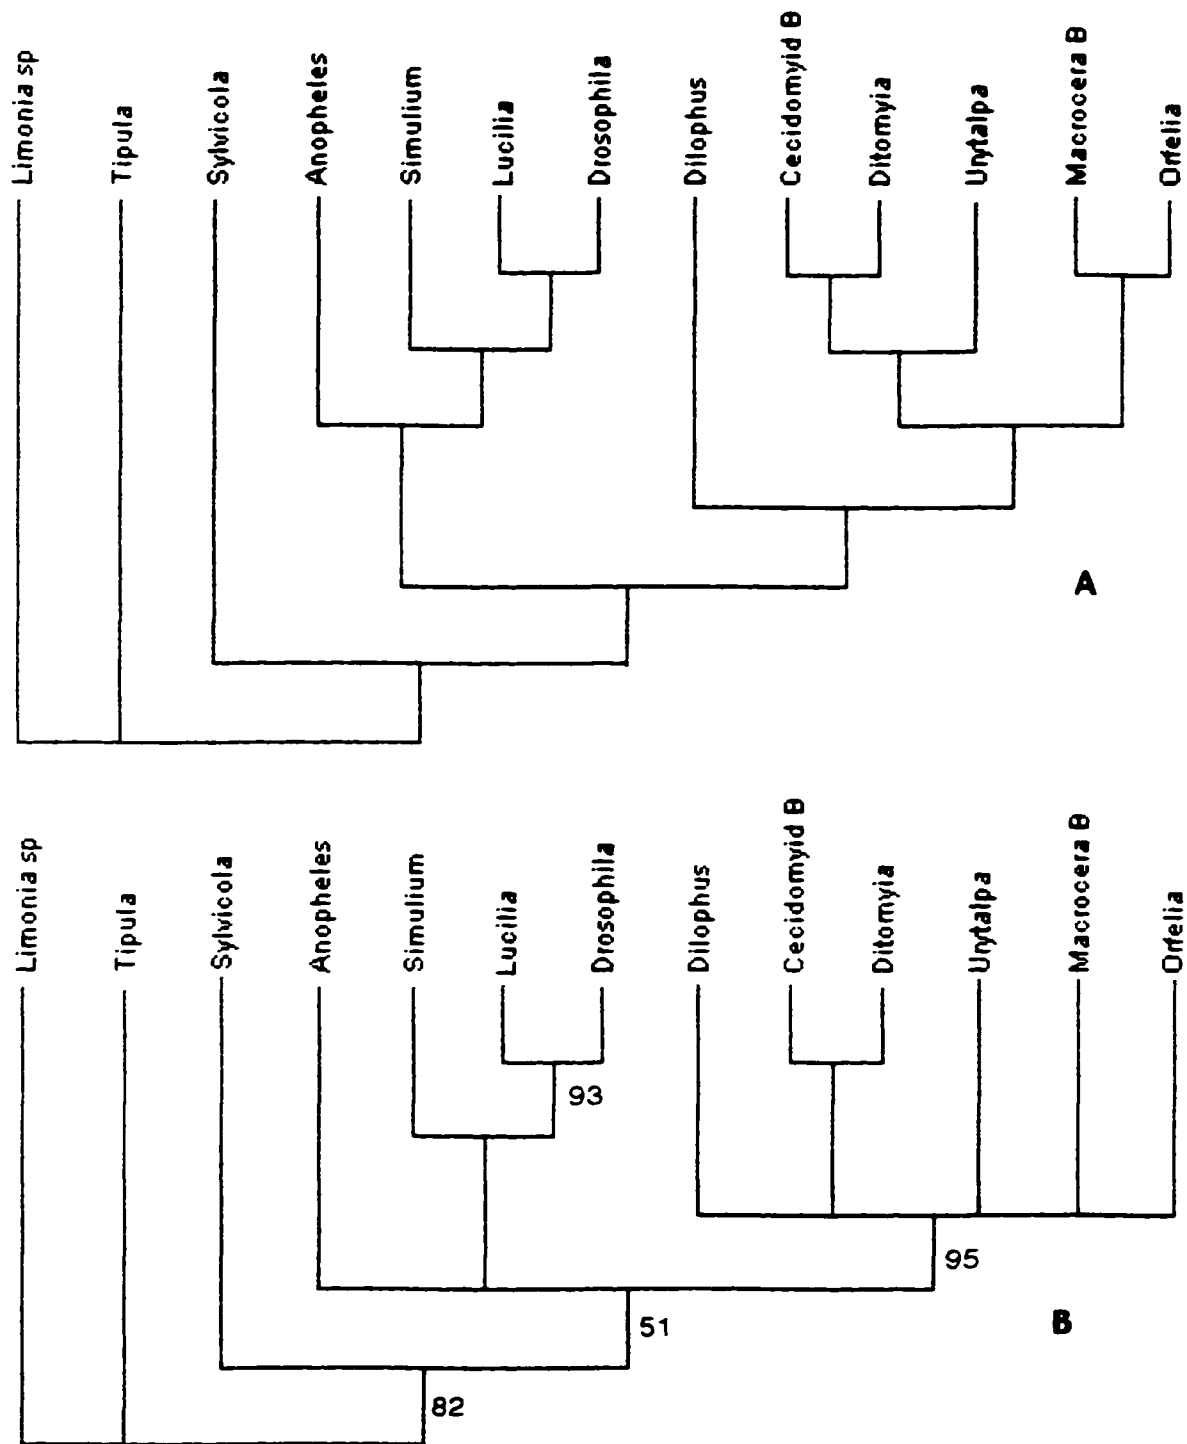 Limonia sp
Tipula
Sylvicola
Anopheles
Simulium
Lucilia
Drosophila
Dilophus
Cecidomyid B
Ditomyia
Urytalpa
Macrocera B
Orfelia
A
Limonia sp
Tipula
Sylvicola
Anopheles
Simulium
Lucilia
Drosophila
Dilophus
Cecidomyid B
Ditomyia
Urytalpa
Macrocera B
Orfelia
93
95
51
B
82